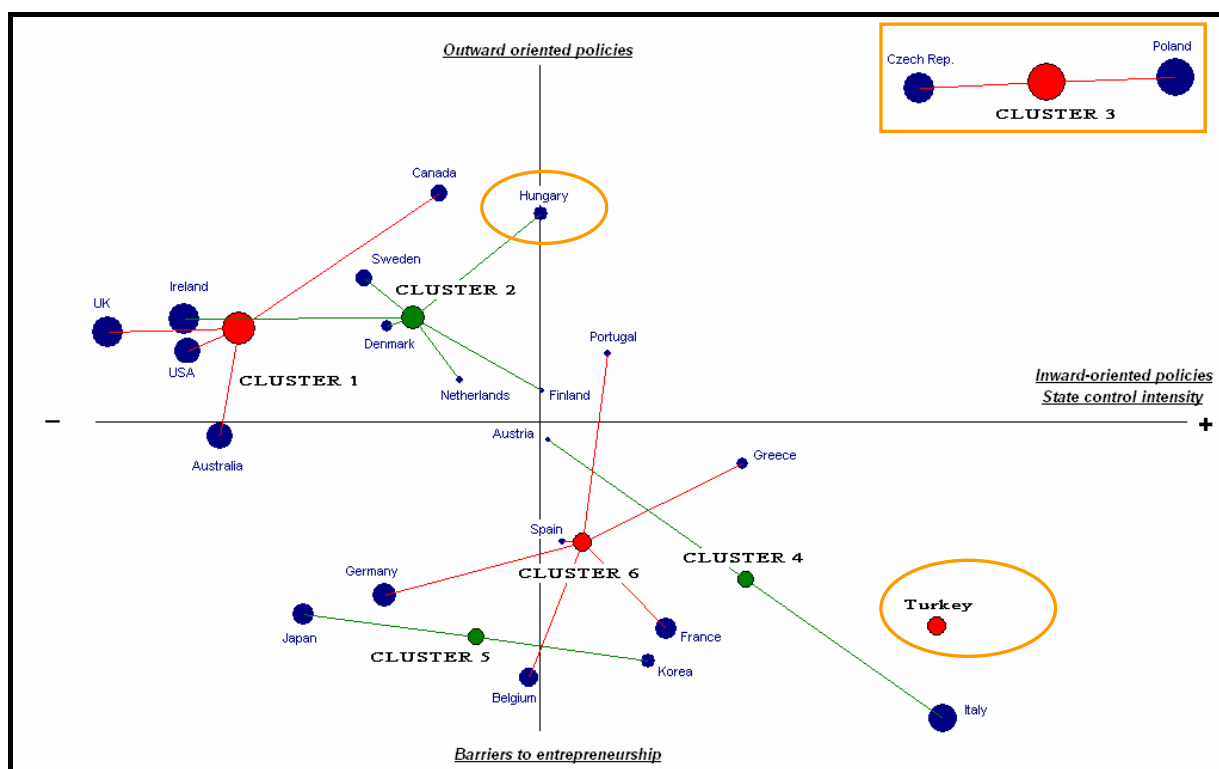 Outward oriented policies
Poland
Czech Rep.
CLUSTER 3
Canada
Hungary
Sweden
CLUSTER 2
Ireland
UK
Denmark
Portugal
USA
CLUSTER 1
Netherlands
Finland
Inward-oriented policies
State control intensity
–
+
Austria
Australia
Greece
Spain
CLUSTER 4
CLUSTER 6
Germany
Turkey
Japan
France
CLUSTER 5
Korea
Belgium
Italy
Barriers to entrepreneurship